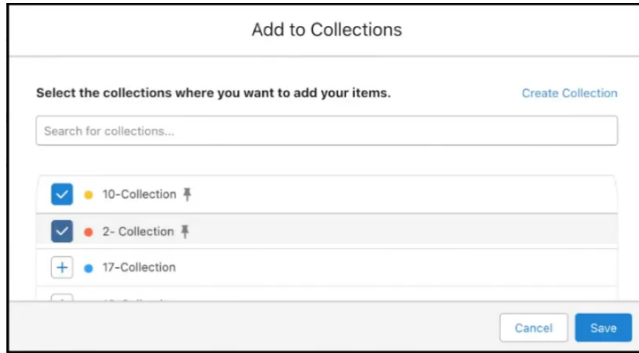 Add to Collections
Select the collections where you want to add your items. Create Collection
Search for collections...
10-Collection
2- Collection
17-Collection
Cancel Save